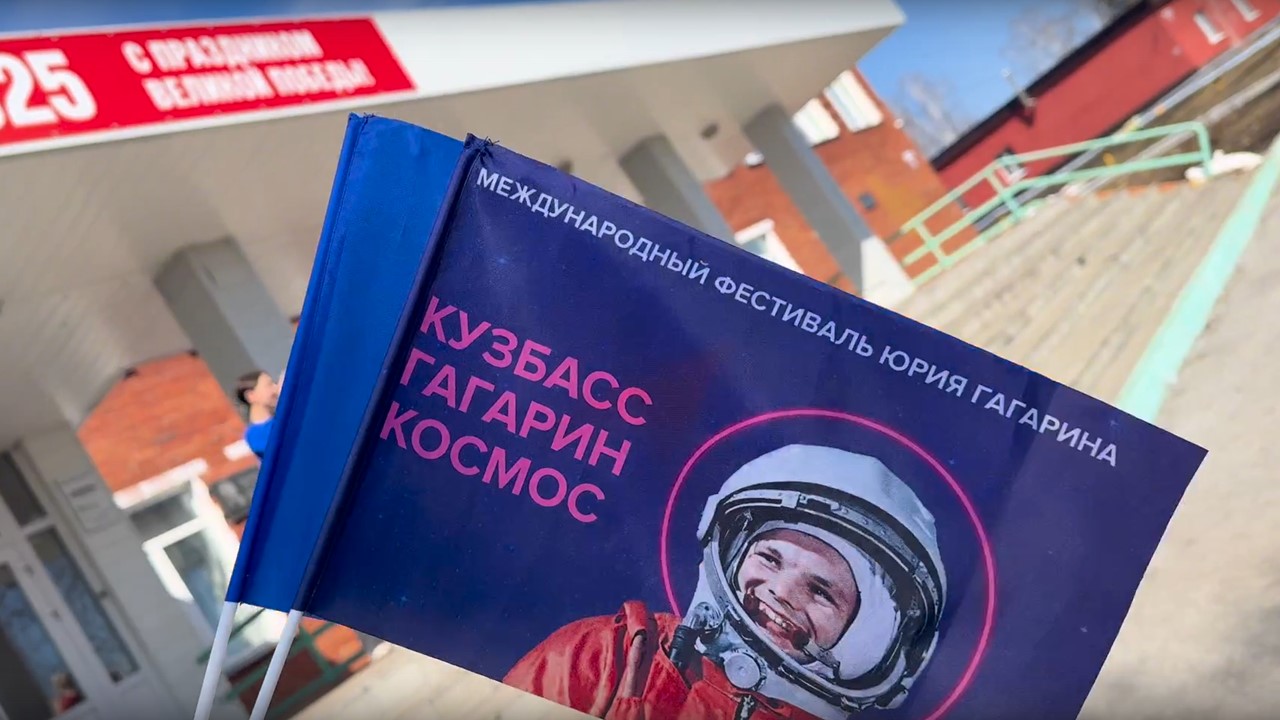 25
С ПРАЗДНИКОМ
ВЕЛИКОЙ ПОБЕДЫ!
МЕЖДУНАРОДНЫЙ ФЕСТИВАЛЬ ЮРИЯ ГАГАРИНА
КУЗБАСС
ГАГАРИН
КОСМОС